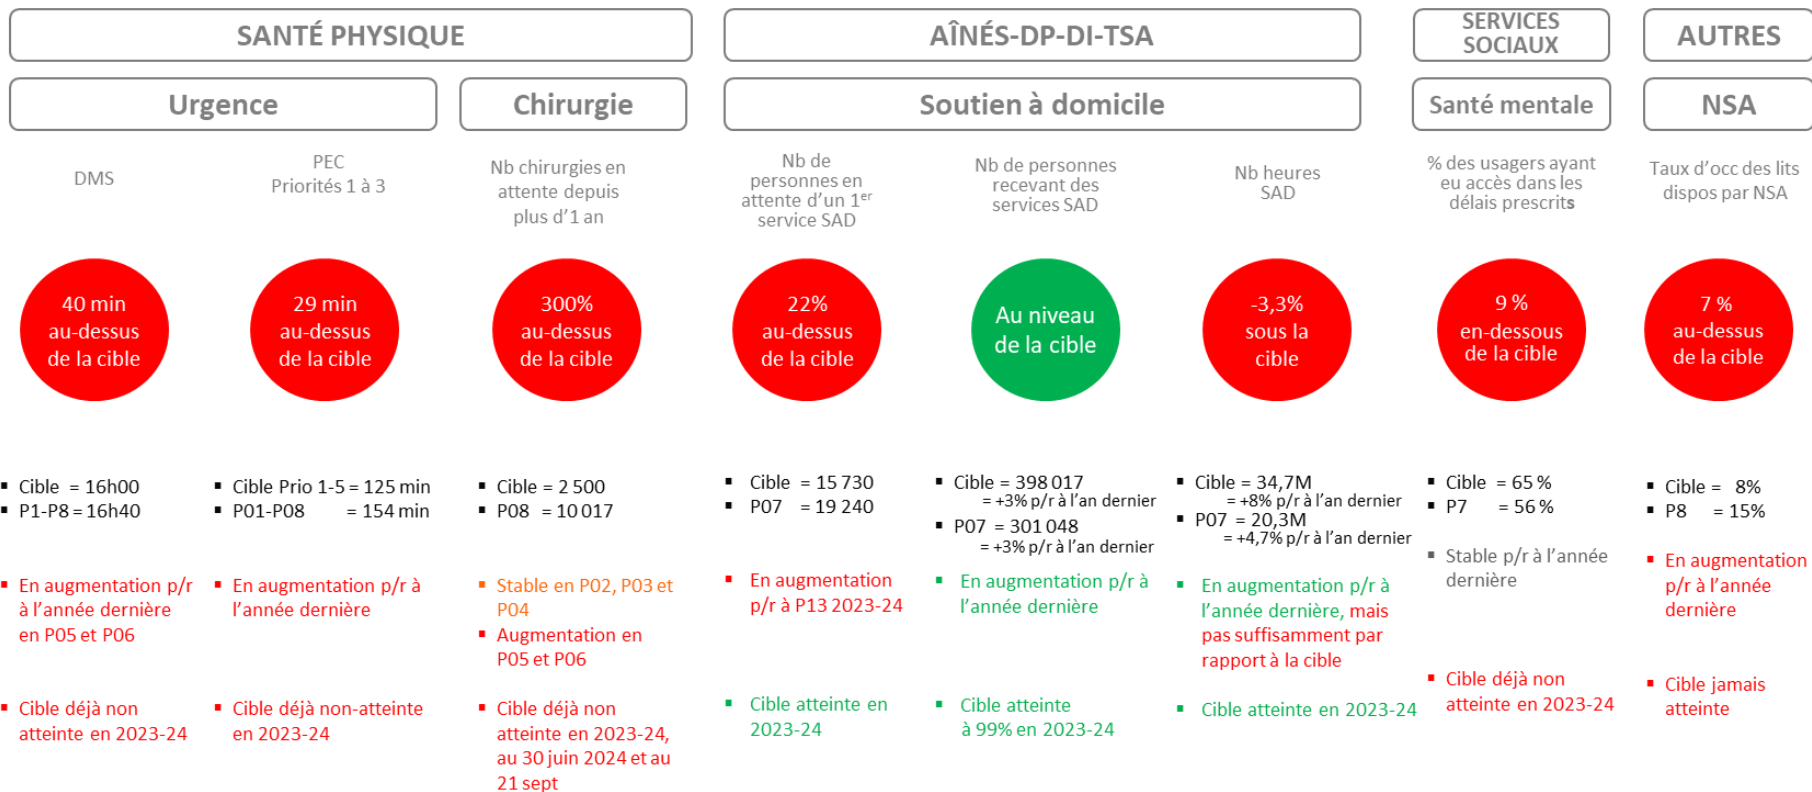 SANTÉ PHYSIQUE
AÎNÉS-DP-DI-TSA
SERVICES
SOCIAUX
AUTRES
Urgence
Chirurgie
Soutien à domicile
Santé mentale
NSA
DMS
PEC
Priorités 1 à 3
Nb chirurgies en
attente depuis
plus d'1 an
Nb de
personnes en
attente d'un 1er
service SAD
Nb de personnes
recevant des
services SAD
Nb heures
SAD
% des usagers ayant
eu accès dans les
délais prescrits
Taux d'occ des lits
dispos par NSA
40 min
au-dessus
de la cible
29 min
au-dessus
de la cible
300%
au-dessus
de la cible
22%
au-dessus
de la cible
Au niveau
de la cible
-3,3%
sous la
cible
9 %
en-dessous
de la cible
7 %
au-dessus
de la cible
▪ Cible = 16h00
▪ P1-P8 = 16h40
▪ En augmentation p/r
à l'année dernière
en P05 et P06
▪ Cible déjà non
atteinte en 2023-24
▪ Cible Prio 1-5 = 125 min
▪ P01-P08 = 154 min
▪ En augmentation p/r à
l'année dernière
▪ Cible déjà non-atteinte
en 2023-24
▪ Cible = 2 500
▪ P08 = 10 017
▪ Stable en P02, P03 et
P04
▪ Augmentation en
P05 et P06
▪ Cible déjà non
atteinte en 2023-24,
au 30 juin 2024 et au
21 sept
▪ Cible = 15 730
▪ P07 = 19 240
▪ En augmentation
p/r à P13 2023-24
▪ Cible atteinte en
2023-24
▪ Cible = 398 017
= +3% p/r à l'an dernier
▪ P07 = 301 048
= +3% p/r à l'an dernier
▪ En augmentation p/r à
l'année dernière
▪ Cible atteinte
à 99% en 2023-24
▪ Cible = 34,7M
= +8% p/r à l'an dernier
▪ P07 = 20,3M
= +4,7% p/r à l'an dernier
▪ En augmentation p/r à
l'année dernière, mais
pas suffisamment par
rapport à la cible
▪ Cible atteinte en 2023-24
▪ Cible = 65 %
▪ P7 = 56 %
▪ Stable p/r à l'année
dernière
▪ Cible déjà non
atteinte en 2023-24
▪ Cible = 8%
▪ P8 = 15%
▪ En augmentation
p/r à l'année
dernière
▪ Cible jamais
atteinte